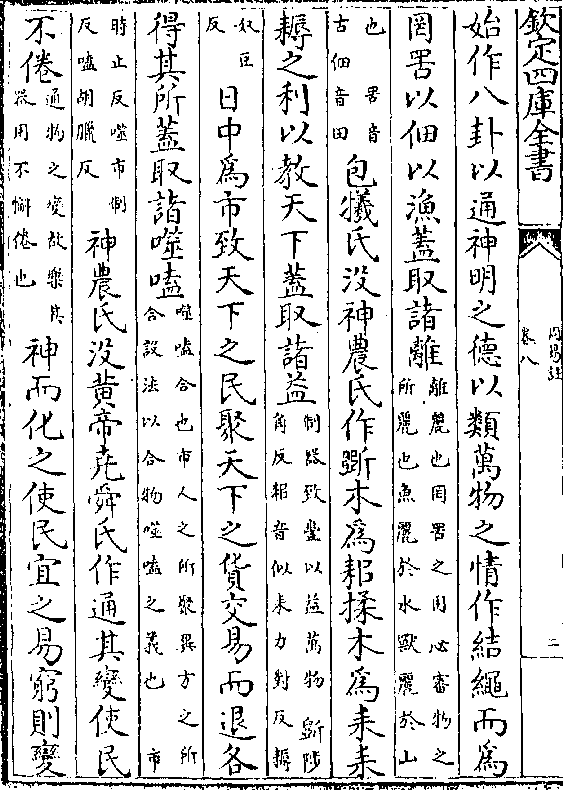 欽定四庫全書
周易註
卷八
二
始作八卦以通神明之德以類萬物之情作結繩而為
罔罟以佃以漁蓋取諸離離麗也罔罟之用必審物之所麗也魚麗於水獸麗於山
也罟音古佃音田包犧氏没神農氏作斵木為耜揉木為耒耒
耨之利以教天下蓋取諸益制器致豐以益萬物 斵陟角反耜音似耒力對反耨
奴豆反日中為市致天下之民聚天下之貨交易而退各
得其所蓋取諸噬嗑噬嗑合也市人之所聚異方之所合設法以合物噬嗑之義也 市
時止反噬市制反嗑胡臘反神農氏没黄帝堯舜氏作通其變使民
不倦通物之變故樂其器用不懈倦也神而化之使民宜之易窮則變